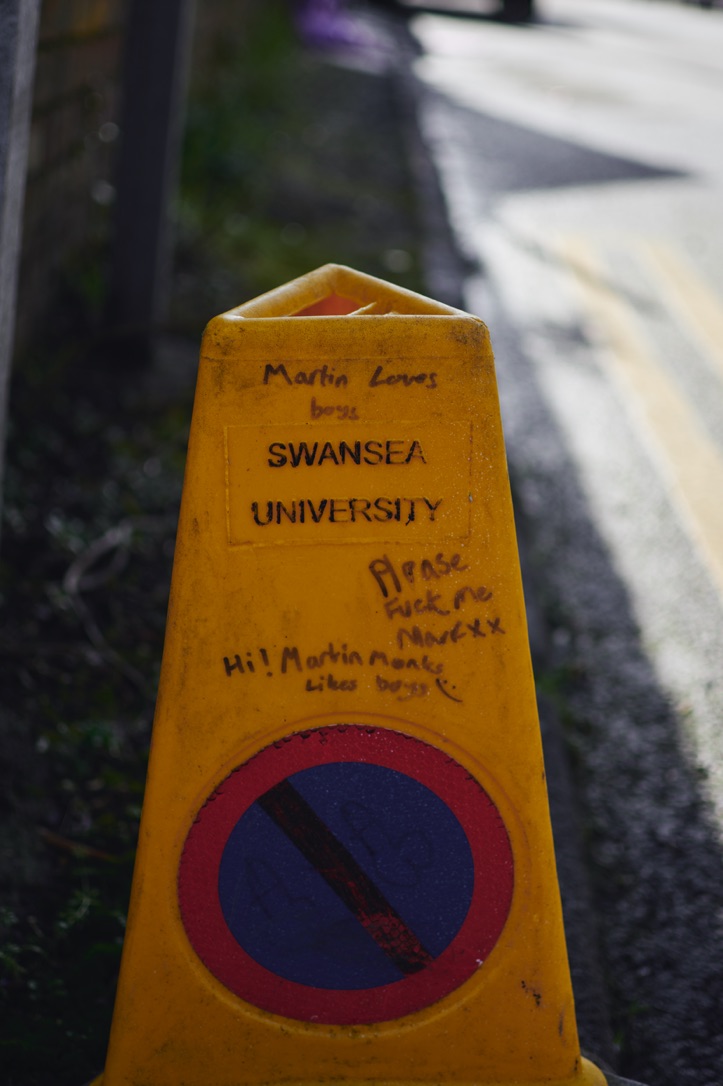 Martin Loves
boys
SWANSEA
UNIVERSITY
Please
Fuck me
Mark xx
Hi! Martin monks
Likes boys